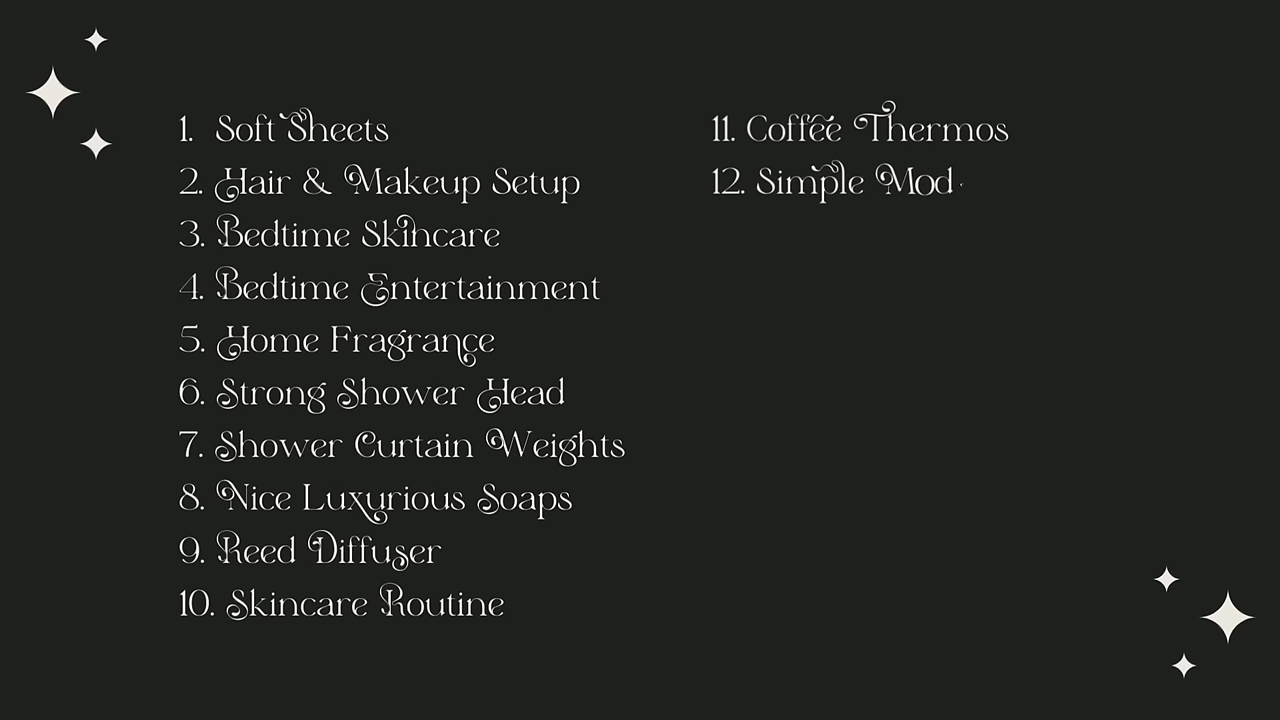 1. Soft Sheets
2. Hair & Makeup Setup
3. Bedtime Skincare
4. Bedtime Entertainment
5. Home Fragrance
6. Strong Shower Head
7. Shower Curtain Weights
8. Nice Luxurious Soaps
9. Reed Diffuser
10. Skincare Routine
11. Coffee Thermos
12. Simple Mod